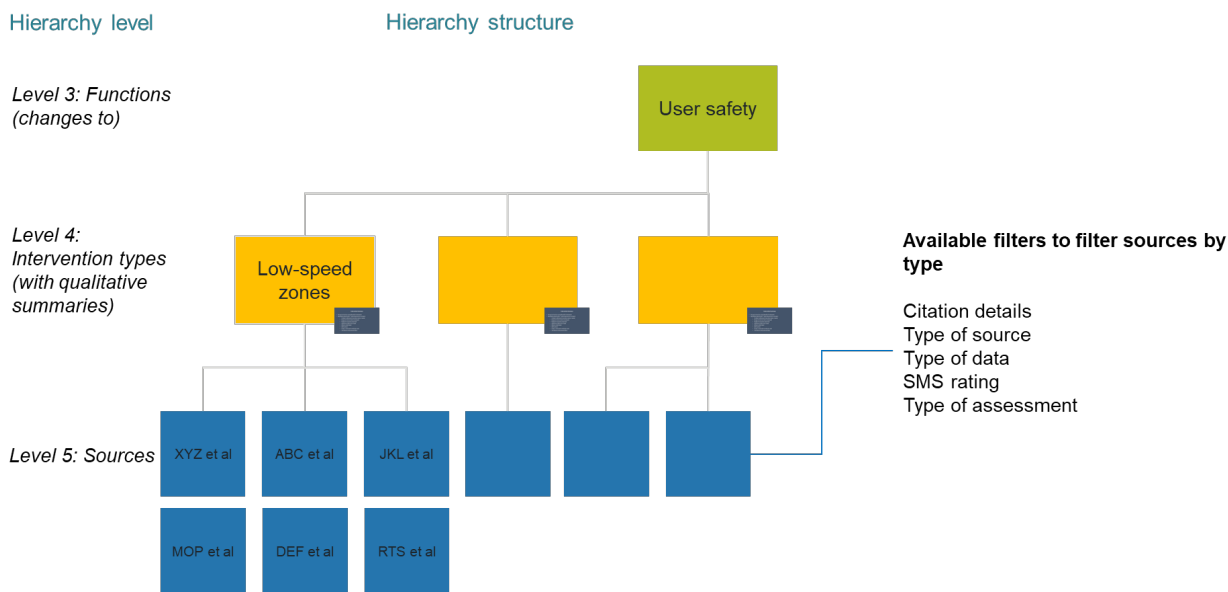 Hierarchy level
Hierarchy structure
Level 3: Functions
(changes to)
User safety
Level 4:
Intervention types
(with qualitative
summaries)
Low-speed
zones
Available filters to filter sources by
type
Citation details
Type of source
Type of data
SMS rating
Type of assessment
Level 5: Sources
XYZ et al
ABC et al
JKL et al
MOP et al
DEF et al
RTS et al